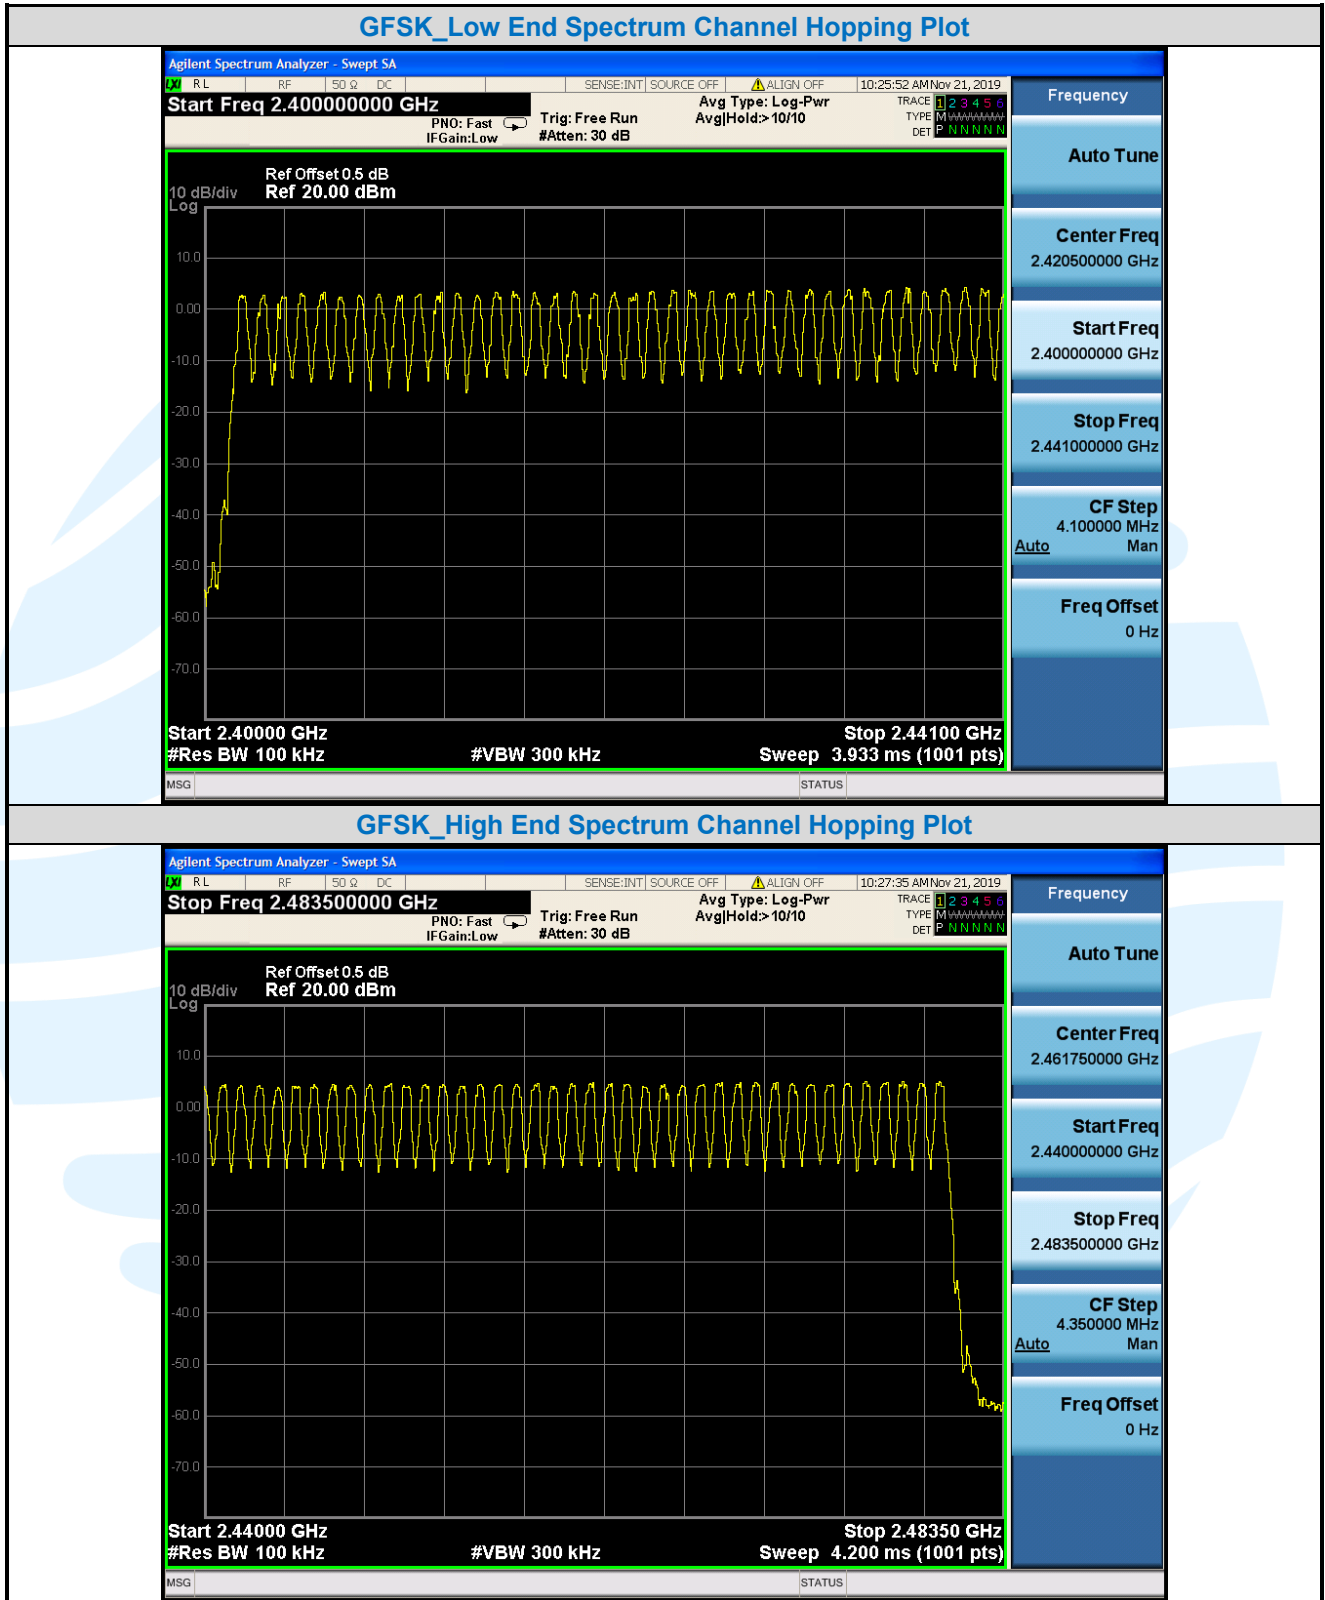 GFSK_Low End Spectrum Channel Hopping Plot
Agilent Spectrum Analyzer - Swept SA
LXI RL RF 50 Ω DC SENSE:INT SOURCE OFF ALIGN OFF 10:25:52 AM Nov 21, 2019
Start Freq 2.400000000 GHz
PNO: Fast
IFGain:Low
Trig: Free Run
#Atten: 30 dB
Avg Type: Log-Pwr
Avg|Hold:>10/10
TRACE 1 2 3 4 5 6
TYPE M
DET P N N N N N
Ref Offset 0.5 dB
10 dB/div Ref 20.00 dBm
Log
10.0
0.00
-10.0
-20.0
-30.0
-40.0
-50.0
-60.0
-70.0
Start 2.40000 GHz Stop 2.44100 GHz
#Res BW 100 kHz #VBW 300 kHz Sweep 3.933 ms (1001 pts)
MSG STATUS
Frequency
Auto Tune
Center Freq
2.420500000 GHz
Start Freq
2.400000000 GHz
Stop Freq
2.441000000 GHz
CF Step
4.100000 MHz
Auto Man
Freq Offset
0 Hz
GFSK_High End Spectrum Channel Hopping Plot
Agilent Spectrum Analyzer - Swept SA
LXI RL RF 50 Ω DC SENSE:INT SOURCE OFF ALIGN OFF 10:27:35 AM Nov 21, 2019
Stop Freq 2.483500000 GHz
PNO: Fast
IFGain:Low
Trig: Free Run
#Atten: 30 dB
Avg Type: Log-Pwr
Avg|Hold:>10/10
TRACE 1 2 3 4 5 6
TYPE M
DET P N N N N N
Ref Offset 0.5 dB
10 dB/div Ref 20.00 dBm
Log
10.0
0.00
-10.0
-20.0
-30.0
-40.0
-50.0
-60.0
-70.0
Start 2.44000 GHz Stop 2.48350 GHz
#Res BW 100 kHz #VBW 300 kHz Sweep 4.200 ms (1001 pts)
MSG STATUS
Frequency
Auto Tune
Center Freq
2.461750000 GHz
Start Freq
2.440000000 GHz
Stop Freq
2.483500000 GHz
CF Step
4.350000 MHz
Auto Man
Freq Offset
0 Hz